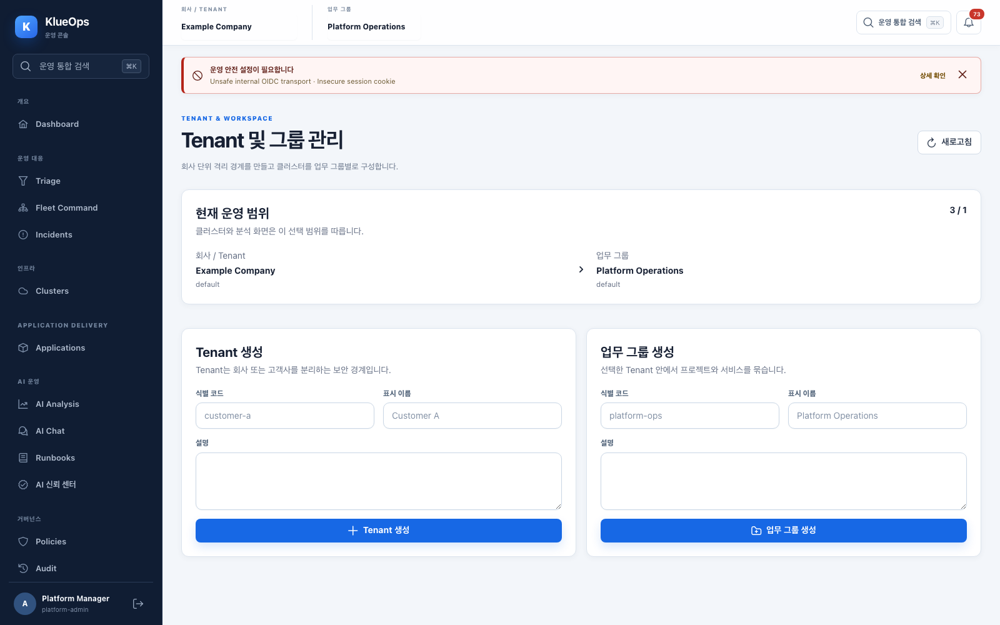 K
KlueOps
운영 콘솔
운영 통합 검색
⌘K
개요
Dashboard
운영 대응
Triage
Fleet Command
Incidents
인프라
Clusters
APPLICATION DELIVERY
Applications
AI 운영
AI Analysis
AI Chat
Runbooks
AI 신뢰 센터
거버넌스
Policies
Audit
A
Platform Manager
platform-admin
회사 / TENANT
Example Company
업무 그룹
Platform Operations
운영 통합 검색
⌘K
73
운영 안전 설정이 필요합니다
Unsafe internal OIDC transport · Insecure session cookie
상세 확인
TENANT & WORKSPACE
Tenant 및 그룹 관리
회사 단위 격리 경계를 만들고 클러스터를 업무 그룹별로 구성합니다.
새로고침
현재 운영 범위
3 / 1
클러스터와 분석 화면은 이 선택 범위를 따릅니다.
회사 / Tenant
Example Company
default
업무 그룹
Platform Operations
default
Tenant 생성
Tenant는 회사 또는 고객사를 분리하는 보안 경계입니다.
식별 코드
표시 이름
customer-a
Customer A
설명
Tenant 생성
업무 그룹 생성
선택한 Tenant 안에서 프로젝트와 서비스를 묶습니다.
식별 코드
표시 이름
platform-ops
Platform Operations
설명
업무 그룹 생성